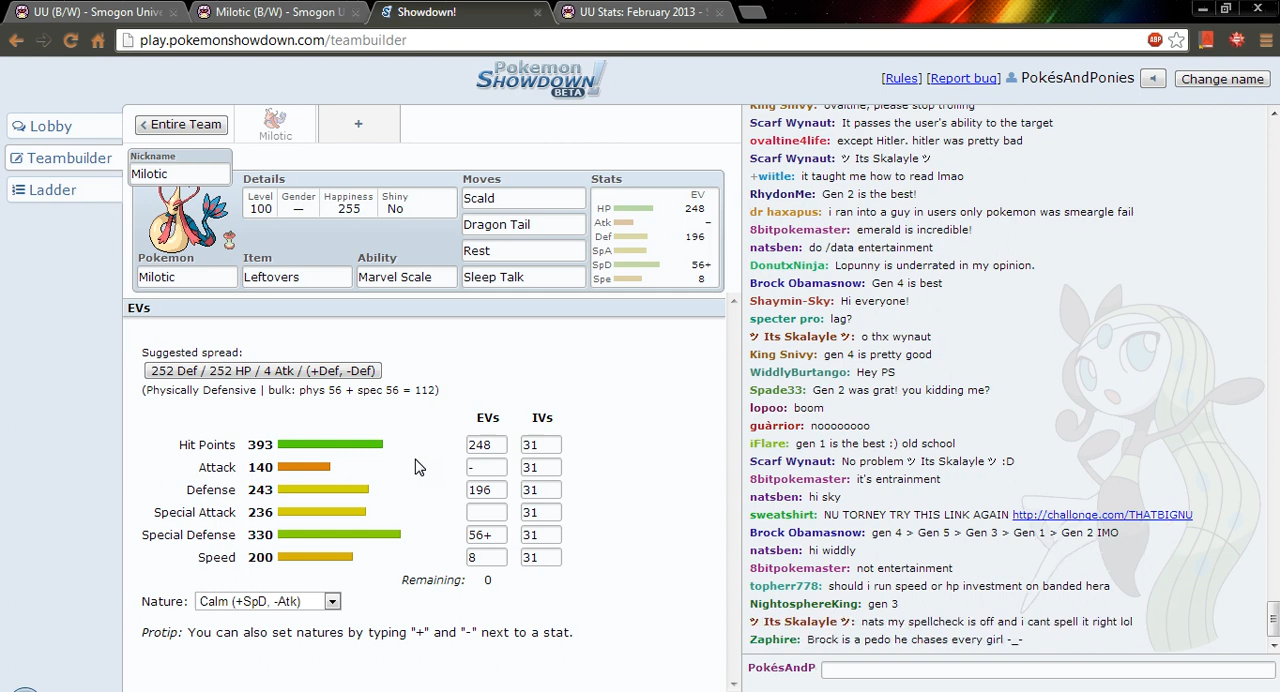 UU (B/W) - Smogon Unive
Milotic (B/W) - Smogon U
Showdown!
UU Stats: February 2013 -
play.pokemonshowdown.com/teambuilder
ABP
Pokemon
SHOWDOWN!
BETA
[Rules] [Report bug] PokésAndPonies
Change name
Lobby
Teambuilder
Ladder
Entire Team
Milotic
+
Nickname
Milotic
Details
Level
100
Gender
—
Happiness
255
Shiny
No
Pokemon
Milotic
Item
Leftovers
Ability
Marvel Scale
Moves
Scald
Dragon Tail
Rest
Sleep Talk
Stats
EV
HP 248
Atk –
Def 196
SpA
SpD 56+
Spe 8
EVs
Suggested spread:
252 Def / 252 HP / 4 Atk / (+Def, -Def)
(Physically Defensive | bulk: phys 56 + spec 56 = 112)
EVs IVs
Hit Points 393 248 31
Attack 140 - 31
Defense 243 196 31
Special Attack 236 31
Special Defense 330 56+ 31
Speed 200 8 31
Remaining: 0
Nature: Calm (+SpD, -Atk)
Protip: You can also set natures by typing "+" and "-" next to a stat.
King Snivy: ovaltine, please stop trolling
Scarf Wynaut: It passes the user's ability to the target
ovaltine4life: except Hitler. hitler was pretty bad
Scarf Wynaut: ツ Its Skalayle ツ
+wiitle: it taught me how to read lmao
RhydonMe: Gen 2 is the best!
dr haxapus: i ran into a guy in users only pokemon was smeargle fail
8bitpokemaster: emerald is incredible!
natsben: do /data entertainment
DonutxNinja: Lopunny is underrated in my opinion.
Brock Obamasnow: Gen 4 is best
Shaymin-Sky: Hi everyone!
specter pro: lag?
ツ Its Skalayle ツ: o thx wynaut
King Snivy: gen 4 is pretty good
WiddlyBurtango: Hey PS
Spade33: Gen 2 was grat! you kidding me?
lopoo: boom
guàrrior: noooooooo
iFlare: gen 1 is the best :) old school
Scarf Wynaut: No problem ツ Its Skalayle ツ :D
8bitpokemaster: it's entrainment
natsben: hi sky
sweatshirt: NU TORNEY TRY THIS LINK AGAIN http://challonge.com/THATBIGNU
Brock Obamasnow: gen 4 > Gen 5 > Gen 3 > Gen 1 > Gen 2 IMO
natsben: hi widdly
8bitpokemaster: not entertainment
topherr778: should i run speed or hp investment on banded hera
NightosphereKing: gen 3
ツ Its Skalayle ツ: nats my spellcheck is off and i cant spell it right lol
Zaphire: Brock is a pedo he chases every girl -_-
PokésAndP